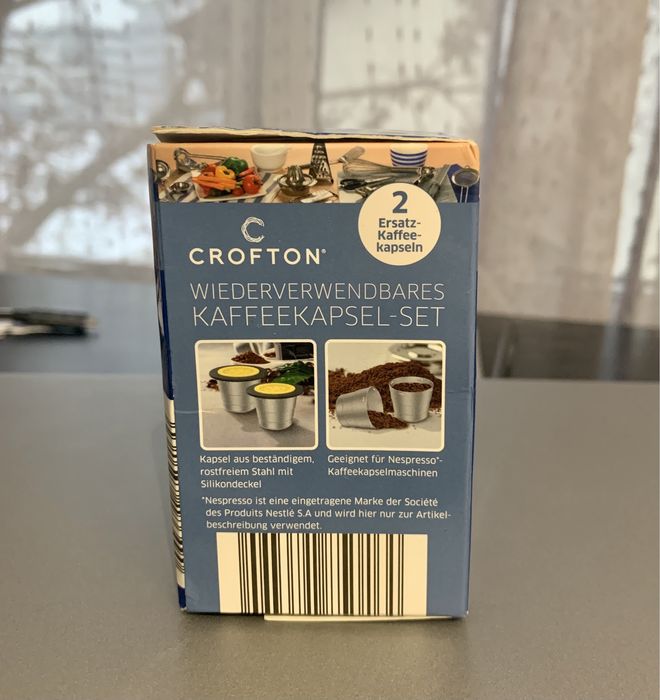 2
Ersatz-
Kaffee-
kapseln
CROFTON®
WIEDERVERWENDBARES
KAFFEEKAPSEL-SET
Kapsel aus beständigem,
rostfreiem Stahl mit
Silikondeckel
Geeignet für Nespresso*-
Kaffeekapselmaschinen
*Nespresso ist eine eingetragene Marke der Société
des Produits Nestlé S.A und wird hier nur zur Artikel-
beschreibung verwendet.